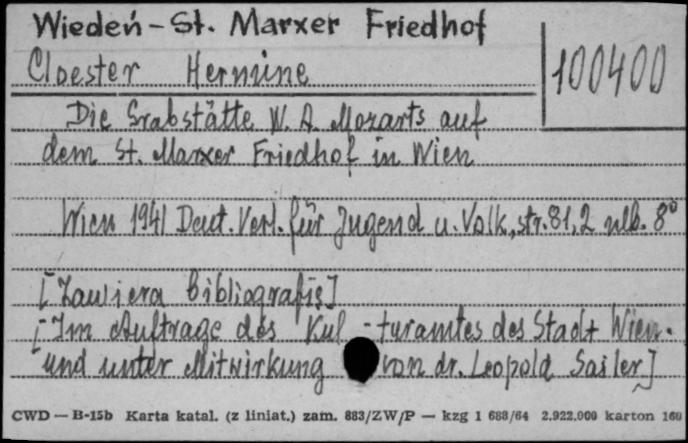 Wiedeń - St. Marxer Friedhof
Cloester Hermine
100400
Die Grabstätte W. A. Mozarts auf
dem St. Marxer Friedhof in Wien
Wien 1941 Deut. Verl. für Jugend u. Volk, str. 81, 2 nlb. 8°
[Zawiera bibliografię]
[Im Auftrage des Kul - turamtes des Stadt Wien.
[und unter Mitwirkung von dr. Leopold Sailer]
CWD — B-15b Karta katal. (z liniat.) zam. 883/ZW/P — kzg 1 688/64 2.922.000 karton 160